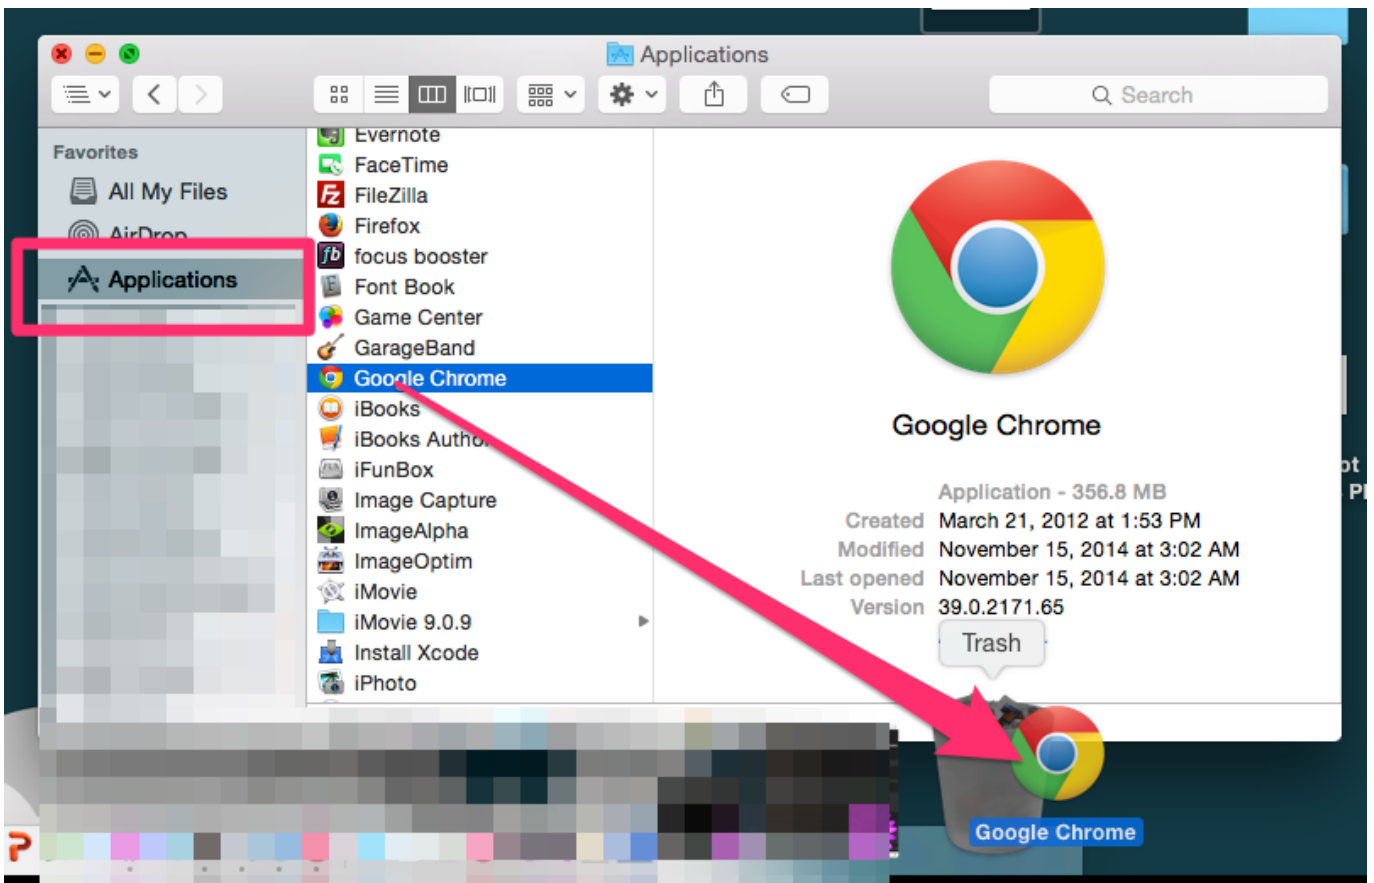 Applications
Search
Favorites
All My Files
AirDrop
Applications
Evernote
FaceTime
FileZilla
Firefox
focus booster
Font Book
Game Center
GarageBand
Google Chrome
iBooks
iBooks Author
iFunBox
Image Capture
ImageAlpha
ImageOptim
iMovie
iMovie 9.0.9
Install Xcode
iPhoto
Google Chrome
Application - 356.8 MB
Created March 21, 2012 at 1:53 PM
Modified November 15, 2014 at 3:02 AM
Last opened November 15, 2014 at 3:02 AM
Version 39.0.2171.65
Trash
Google Chrome